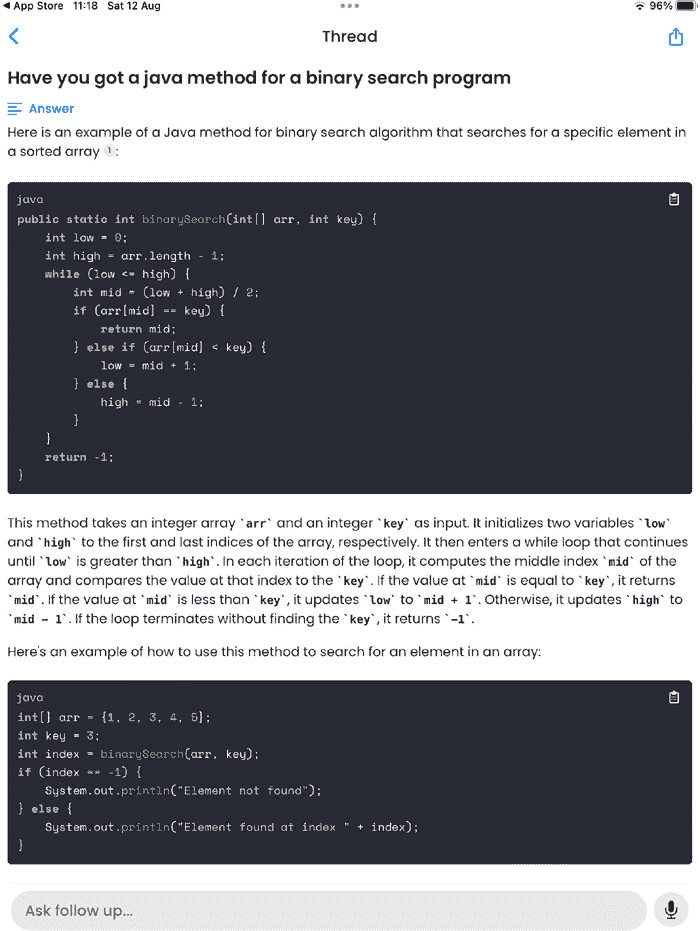 App Store 11:18 Sat 12 Aug 96%
Thread
Have you got a java method for a binary search program
Answer
Here is an example of a Java method for binary search algorithm that searches for a specific element in
a sorted array 1:
java
public static int binarySearch(int[] arr, int key) {
    int low = 0;
    int high = arr.length - 1;
    while (low <= high) {
        int mid = (low + high) / 2;
        if (arr[mid] == key) {
            return mid;
        } else if (arr[mid] < key) {
            low = mid + 1;
        } else {
            high = mid - 1;
        }
    }
    return -1;
}
This method takes an integer array `arr` and an integer `key` as input. It initializes two variables `low`
and `high` to the first and last indices of the array, respectively. It then enters a while loop that continues
until `low` is greater than `high`. In each iteration of the loop, it computes the middle index `mid` of the
array and compares the value at that index to the `key`. If the value at `mid` is equal to `key`, it returns
`mid`. If the value at `mid` is less than `key`, it updates `low` to `mid + 1`. Otherwise, it updates `high` to
`mid - 1`. If the loop terminates without finding the `key`, it returns `-1`.
Here's an example of how to use this method to search for an element in an array:
java
int[] arr = {1, 2, 3, 4, 5};
int key = 3;
int index = binarySearch(arr, key);
if (index == -1) {
    System.out.println("Element not found");
} else {
    System.out.println("Element found at index " + index);
}
Ask follow up...